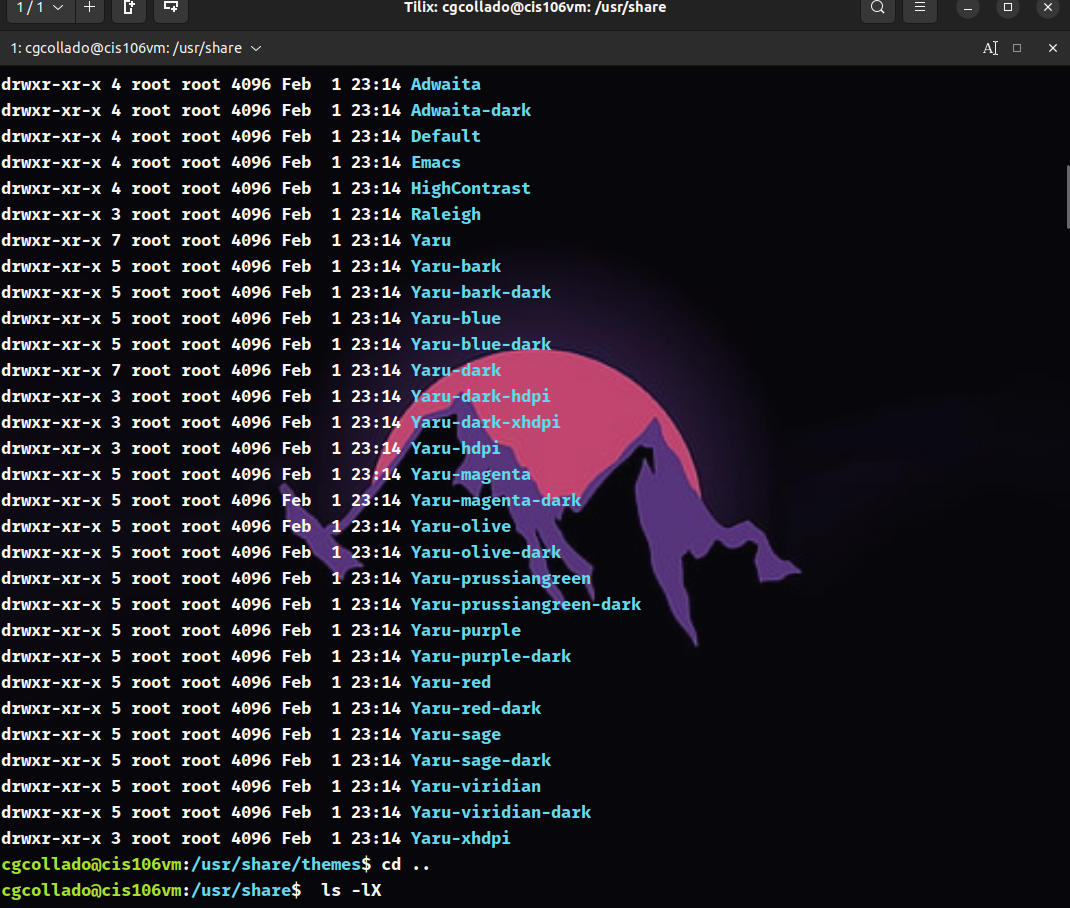 1 / 1
Tilix: cgcollado@cis106vm: /usr/share
1: cgcollado@cis106vm: /usr/share
drwxr-xr-x 4 root root 4096 Feb  1 23:14 Adwaita
drwxr-xr-x 4 root root 4096 Feb  1 23:14 Adwaita-dark
drwxr-xr-x 4 root root 4096 Feb  1 23:14 Default
drwxr-xr-x 4 root root 4096 Feb  1 23:14 Emacs
drwxr-xr-x 4 root root 4096 Feb  1 23:14 HighContrast
drwxr-xr-x 3 root root 4096 Feb  1 23:14 Raleigh
drwxr-xr-x 7 root root 4096 Feb  1 23:14 Yaru
drwxr-xr-x 5 root root 4096 Feb  1 23:14 Yaru-bark
drwxr-xr-x 5 root root 4096 Feb  1 23:14 Yaru-bark-dark
drwxr-xr-x 5 root root 4096 Feb  1 23:14 Yaru-blue
drwxr-xr-x 5 root root 4096 Feb  1 23:14 Yaru-blue-dark
drwxr-xr-x 7 root root 4096 Feb  1 23:14 Yaru-dark
drwxr-xr-x 3 root root 4096 Feb  1 23:14 Yaru-dark-hdpi
drwxr-xr-x 3 root root 4096 Feb  1 23:14 Yaru-dark-xhdpi
drwxr-xr-x 3 root root 4096 Feb  1 23:14 Yaru-hdpi
drwxr-xr-x 5 root root 4096 Feb  1 23:14 Yaru-magenta
drwxr-xr-x 5 root root 4096 Feb  1 23:14 Yaru-magenta-dark
drwxr-xr-x 5 root root 4096 Feb  1 23:14 Yaru-olive
drwxr-xr-x 5 root root 4096 Feb  1 23:14 Yaru-olive-dark
drwxr-xr-x 5 root root 4096 Feb  1 23:14 Yaru-prussiangreen
drwxr-xr-x 5 root root 4096 Feb  1 23:14 Yaru-prussiangreen-dark
drwxr-xr-x 5 root root 4096 Feb  1 23:14 Yaru-purple
drwxr-xr-x 5 root root 4096 Feb  1 23:14 Yaru-purple-dark
drwxr-xr-x 5 root root 4096 Feb  1 23:14 Yaru-red
drwxr-xr-x 5 root root 4096 Feb  1 23:14 Yaru-red-dark
drwxr-xr-x 5 root root 4096 Feb  1 23:14 Yaru-sage
drwxr-xr-x 5 root root 4096 Feb  1 23:14 Yaru-sage-dark
drwxr-xr-x 5 root root 4096 Feb  1 23:14 Yaru-viridian
drwxr-xr-x 5 root root 4096 Feb  1 23:14 Yaru-viridian-dark
drwxr-xr-x 3 root root 4096 Feb  1 23:14 Yaru-xhdpi
cgcollado@cis106vm:/usr/share/themes$ cd ..
cgcollado@cis106vm:/usr/share$  ls -lX